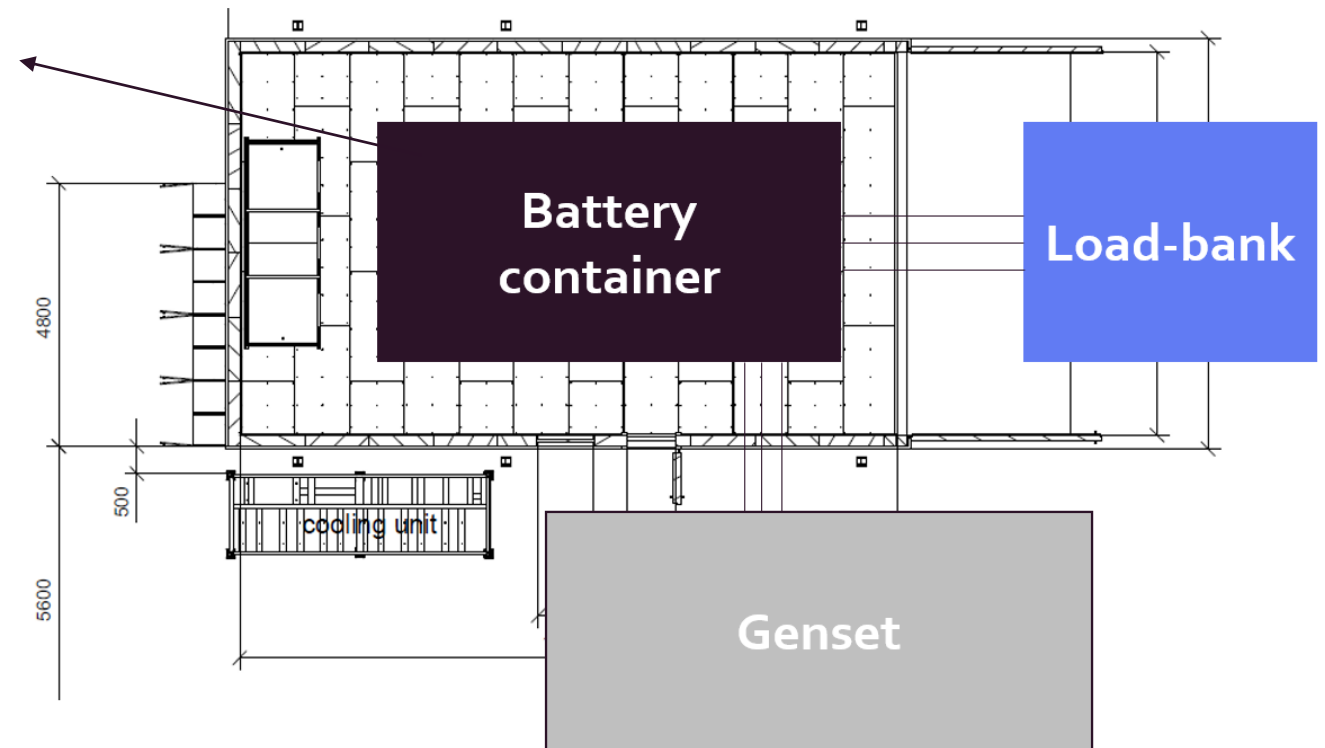 Battery
container
Load-bank
4800
500
cooling unit
5600
Genset